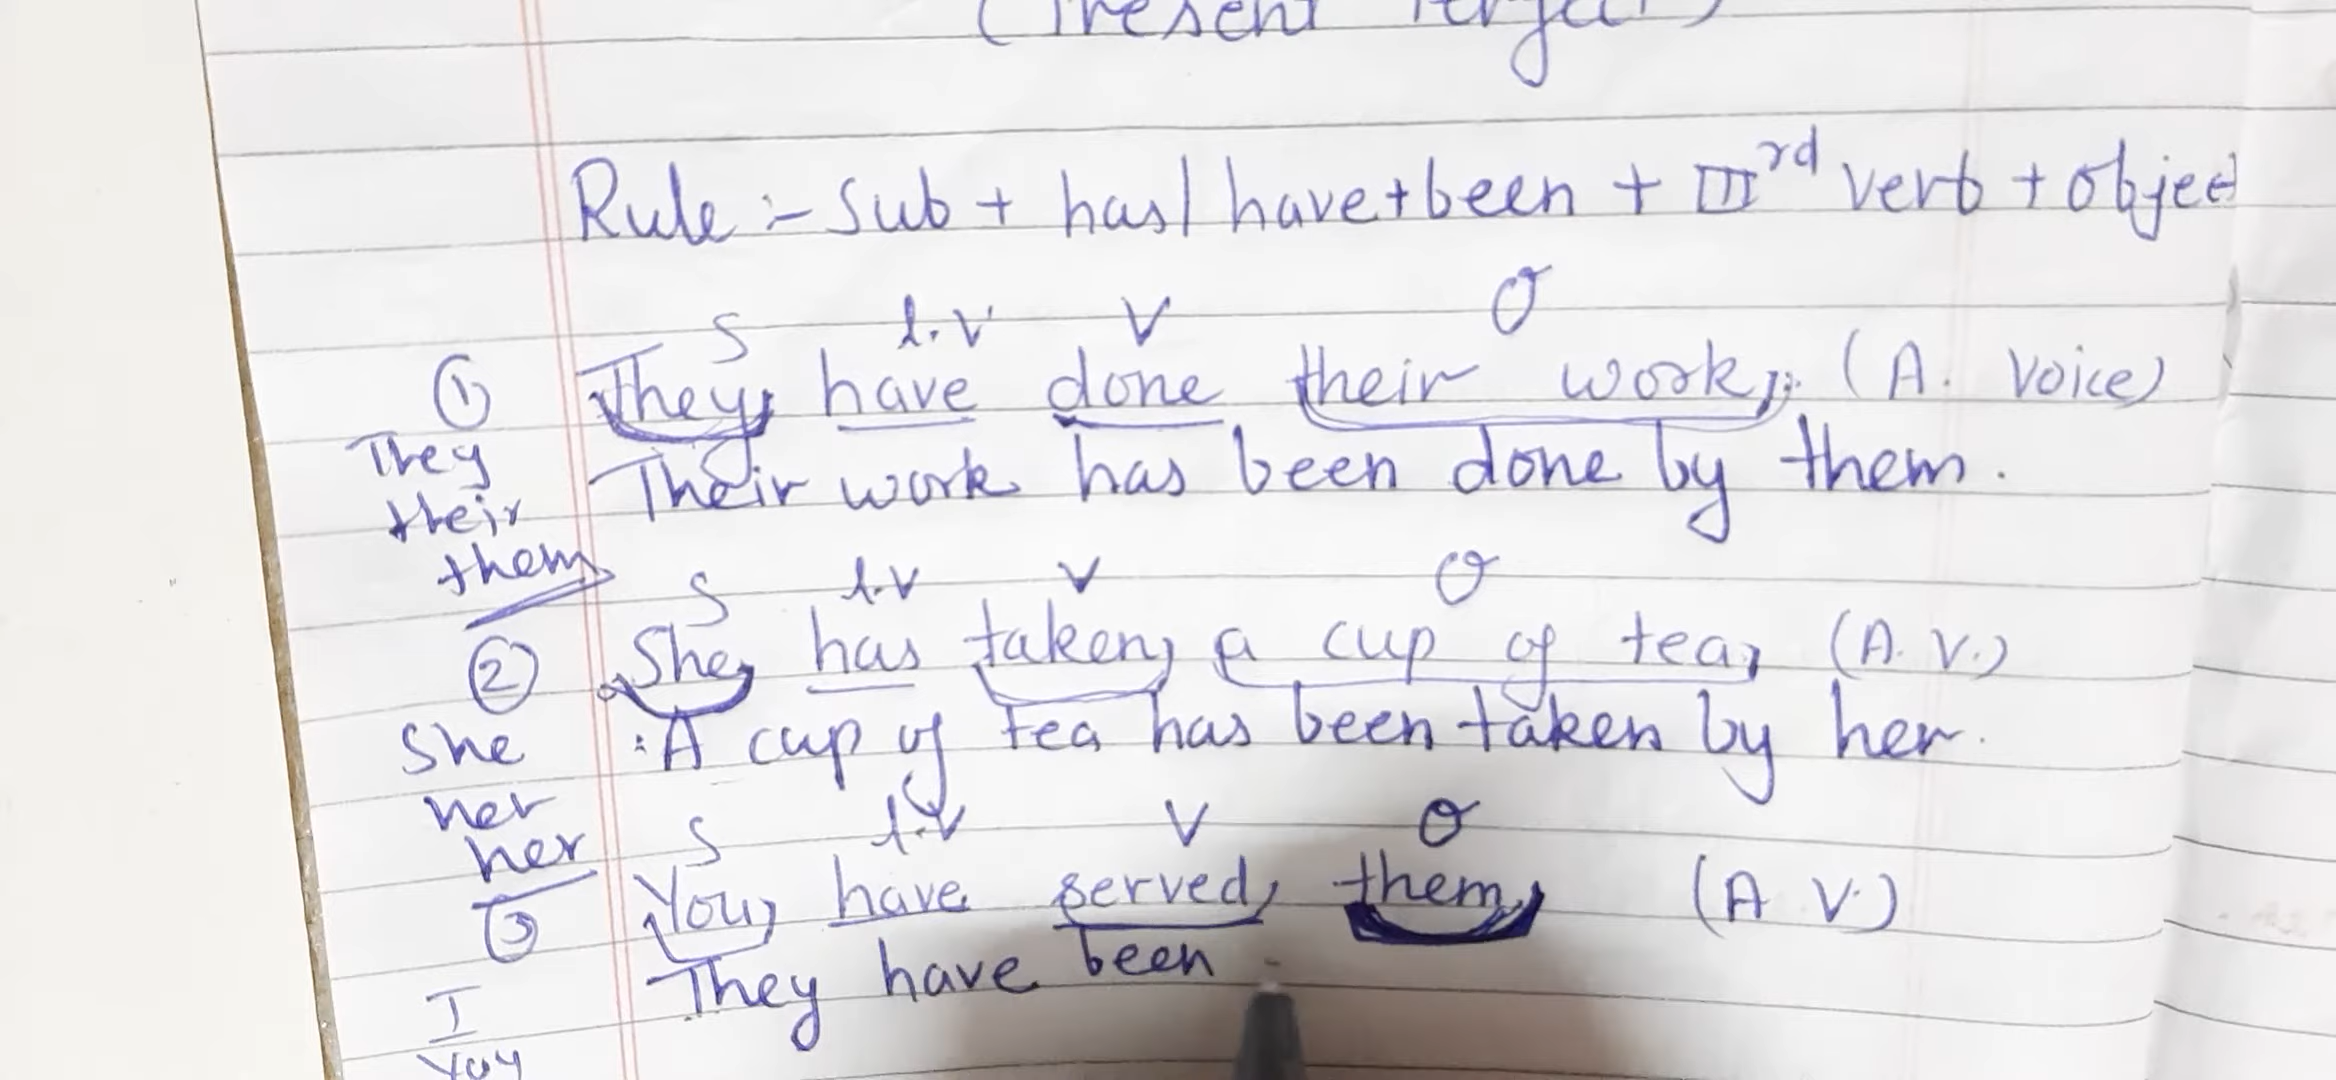 (Present Perfect)
Rule :- Sub + has/have+been + IIIrd verb + object
S h.v V O
① They have done their work. (A. Voice)
They Their work has been done by them.
their
them
S h.v V O
② She has taken a cup of tea, (A. V.)
She : A cup of tea has been taken by her.
her
her
S h.v V O
③ You have served them (A V.)
They have been
I
You